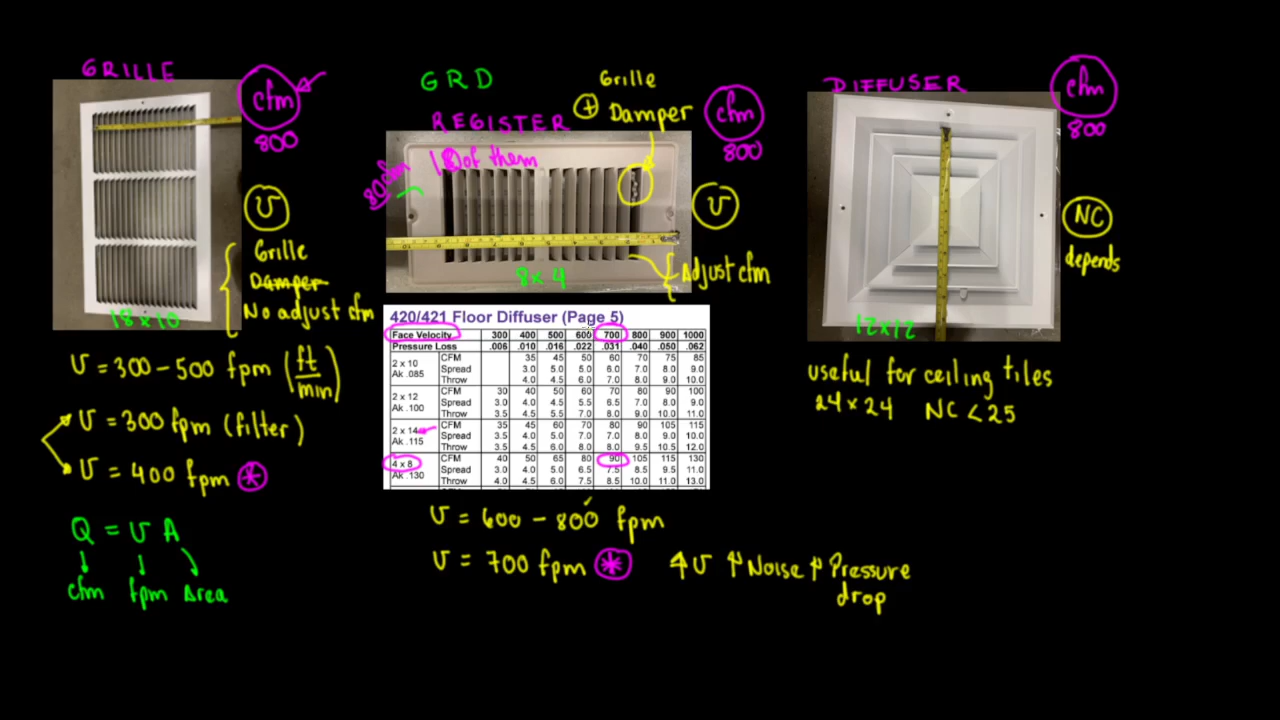 GRILLE
cfm
800
v
Grille
Damper
No adjust cfm
18x10
v = 300 - 500 fpm (ft/min)
v = 300 fpm (filter)
v = 400 fpm *
Q = v A
cfm fpm Area
GRD
Grille
+ Damper
REGISTER
cfm
800
of them
80cfm
v
8x4
Adjust cfm
420/421 Floor Diffuser (Page 5)
Face Velocity 300 400 500 600 700 800 900 1000
Pressure Loss .006 .010 .016 .022 .031 .040 .050 .062
2 x 10 Ak .085
CFM 35 45 50 60 70 75 85
Spread 3.0 5.0 5.0 6.0 7.0 8.0 9.0
Throw 4.0 4.5 6.0 7.0 8.0 9.0 10.0
2 x 12 Ak .100
CFM 30 40 50 60 70 80 90 100
Spread 3.0 4.0 4.5 5.5 6.5 7.0 8.0 9.0
Throw 3.5 4.5 5.5 7.0 8.0 9.0 10.0 11.0
2 x 14 Ak .115
CFM 35 45 60 70 80 90 105 115
Spread 3.5 4.0 5.0 7.0 7.0 8.0 9.0 10.0
Throw 3.5 4.5 6.0 8.0 8.0 9.5 10.5 12.0
4 x 8 Ak .130
CFM 40 50 65 80 90 105 115 130
Spread 3.0 4.0 5.0 6.5 7.5 8.5 9.5 11.0
Throw 4.0 4.5 6.0 7.5 8.5 10.0 11.0 13.0
v = 600 - 800 fpm
v = 700 fpm *
↑v ↑Noise ↑Pressure
drop
DIFFUSER
cfm
800
NC
depends
12x12
useful for ceiling tiles
24x24 NC < 25